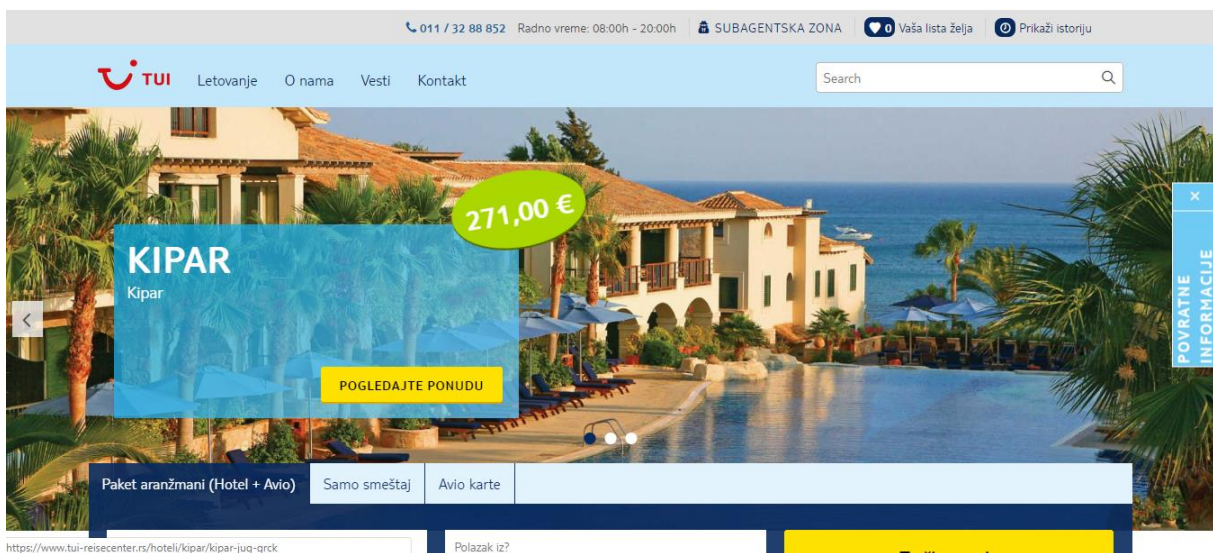 011 / 32 88 852 Radno vreme: 08:00h - 20:00h SUBAGENTSKA ZONA 0 Vaša lista želja Prikaži istoriju
TUI Letovanje O nama Vesti Kontakt Search
271,00 €
KIPAR
Kipar
POGLEDAJTE PONUDU
POVRATNE
INFORMACIJE
Paket aranžmani (Hotel + Avio) Samo smeštaj Avio karte
https://www.tui-reisecenter.rs/hoteli/kipar/kipar-jug-grck
Polazak iz?